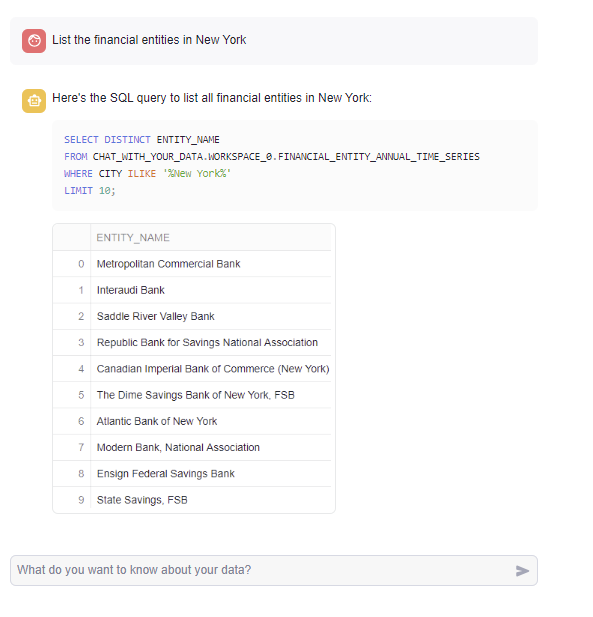 List the financial entities in New York
Here's the SQL query to list all financial entities in New York:
SELECT DISTINCT ENTITY_NAME
FROM CHAT_WITH_YOUR_DATA.WORKSPACE_0.FINANCIAL_ENTITY_ANNUAL_TIME_SERIES
WHERE CITY ILIKE '%New York%'
LIMIT 10;
ENTITY_NAME
0 Metropolitan Commercial Bank
1 Interaudi Bank
2 Saddle River Valley Bank
3 Republic Bank for Savings National Association
4 Canadian Imperial Bank of Commerce (New York)
5 The Dime Savings Bank of New York, FSB
6 Atlantic Bank of New York
7 Modern Bank, National Association
8 Ensign Federal Savings Bank
9 State Savings, FSB
What do you want to know about your data?